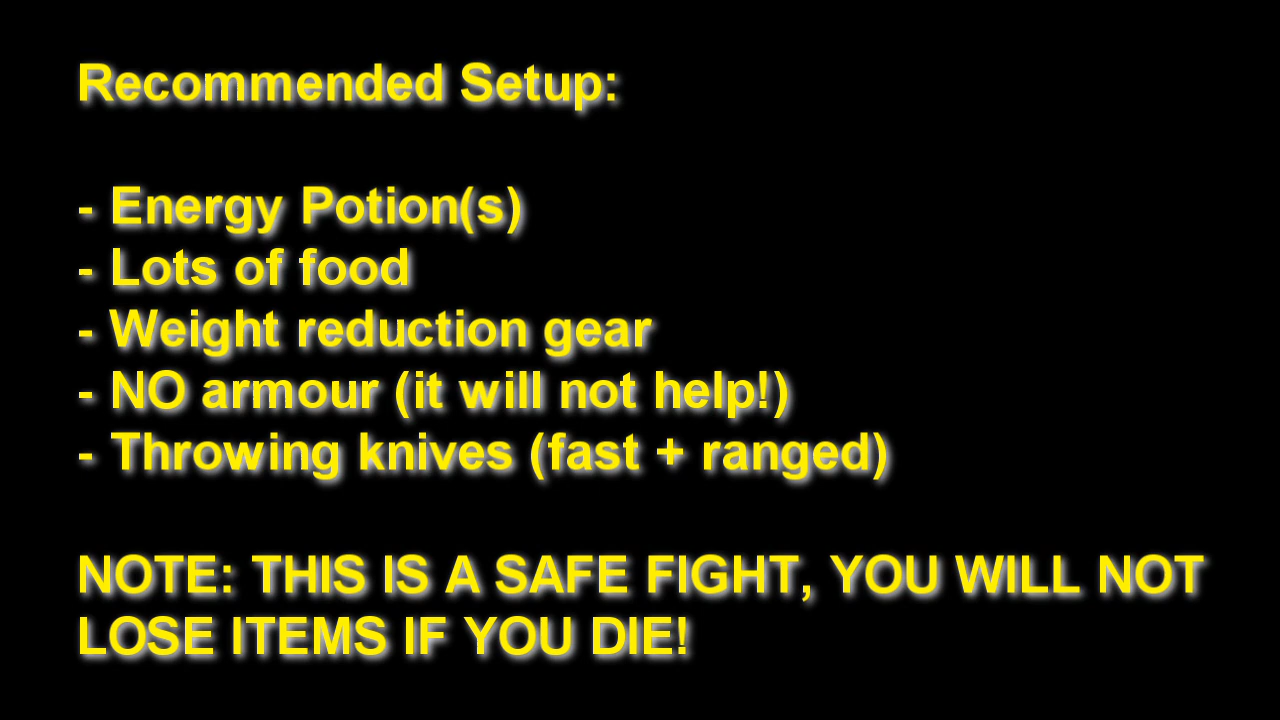 Recommended Setup:
- Energy Potion(s)
- Lots of food
- Weight reduction gear
- NO armour (it will not help!)
- Throwing knives (fast + ranged)
NOTE: THIS IS A SAFE FIGHT, YOU WILL NOT
LOSE ITEMS IF YOU DIE!